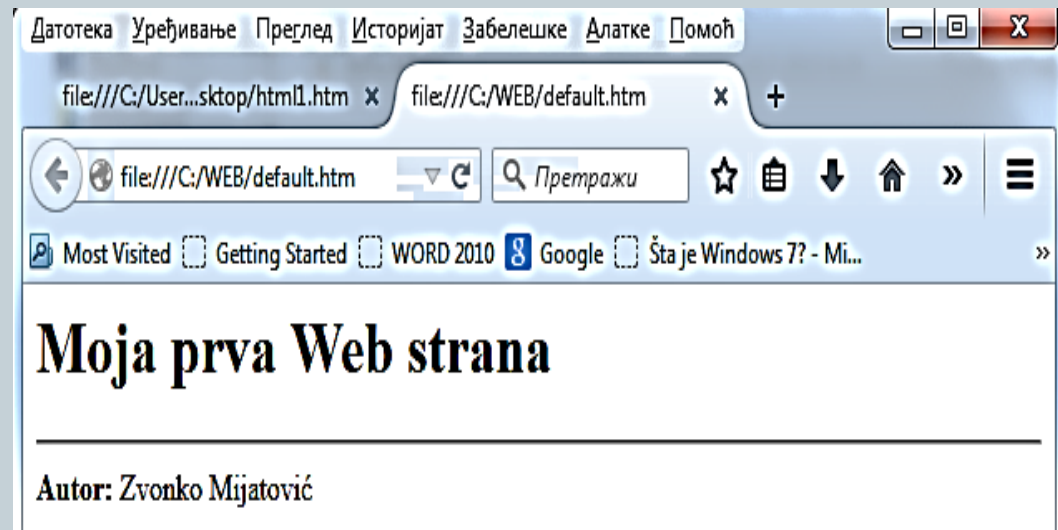 Датотека Уређивање Преглед Историјат Забелешке Алатке Помоћ
file:///C:/User...sktop/html1.htm file:///C:/WEB/default.htm
file:///C:/WEB/default.htm Претражи
Most Visited Getting Started WORD 2010 Google Šta je Windows 7? - Mi...
Moja prva Web strana
Autor: Zvonko Mijatović